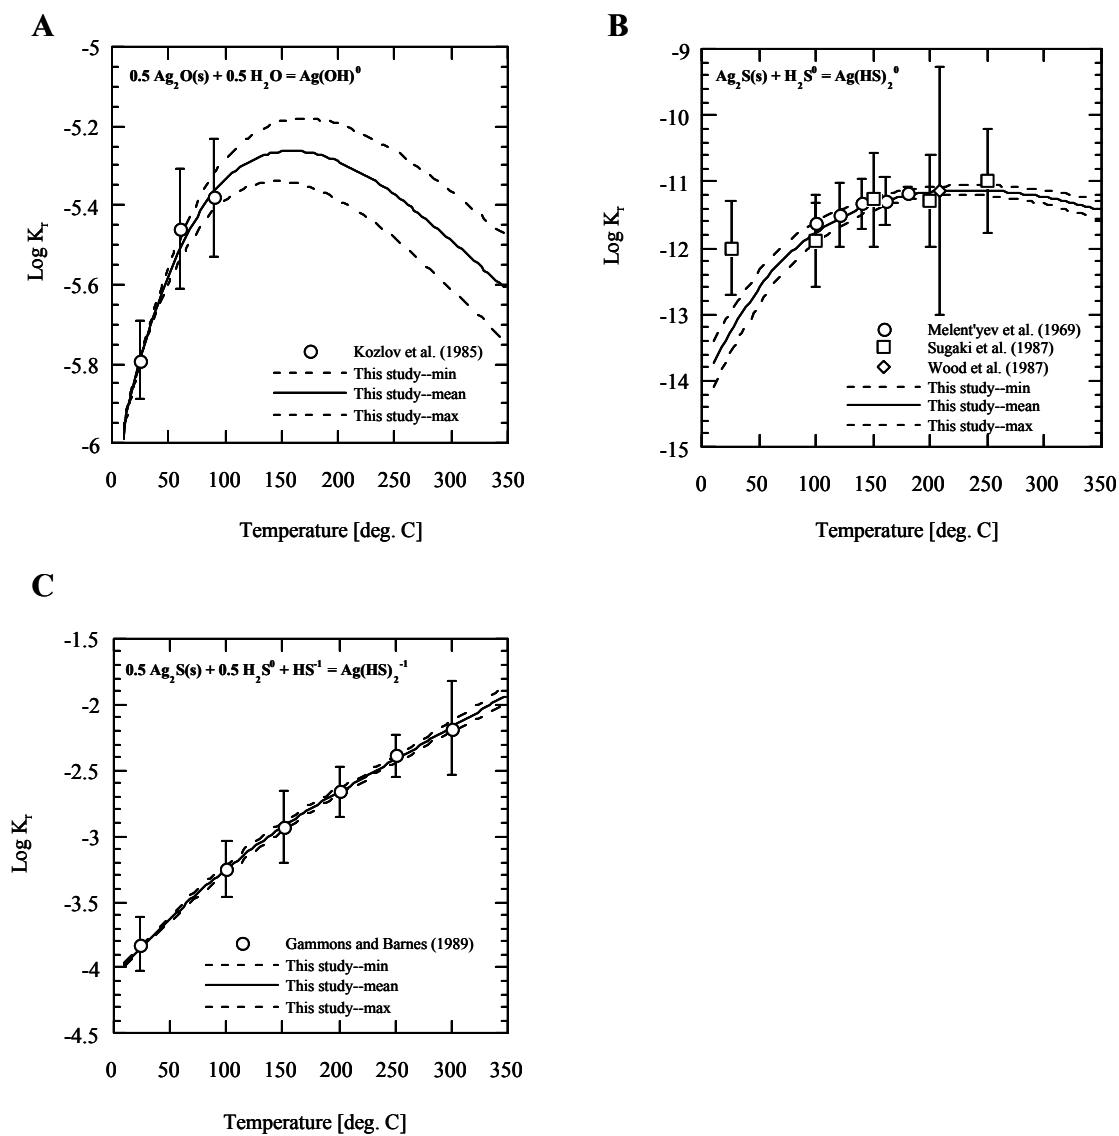 A
-5
-5.2
-5.4
-5.6
-5.8
-6
Log Kr
0.5 Ag2O(s) + 0.5 H2O = Ag(OH)0
Kozlov et al. (1985)
This study--min
This study--mean
This study--max
0 50 100 150 200 250 300 350
Temperature [deg. C]
B
-9
-10
-11
-12
-13
-14
-15
Log Kr
Ag2S(s) + H2S0 = Ag(HS)20
Melent'yev et al. (1969)
Sugaki et al. (1987)
Wood et al. (1987)
This study--min
This study--mean
This study--max
0 50 100 150 200 250 300 350
Temperature [deg. C]
C
-1.5
-2
-2.5
-3
-3.5
-4
-4.5
Log Kr
0.5 Ag2S(s) + 0.5 H2S0 + HS-1 = Ag(HS)2-1
Gammons and Barnes (1989)
This study--min
This study--mean
This study--max
0 50 100 150 200 250 300 350
Temperature [deg. C]